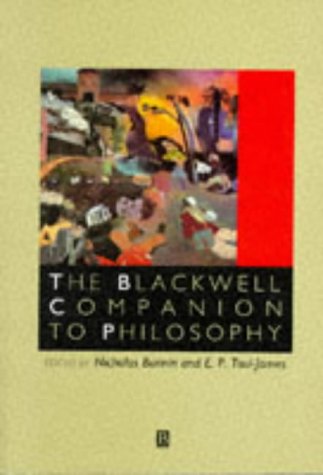 THE BLACKWELL
COMPANION
TO PHILOSOPHY
EDITED BY Nicholas Bunnin and E. P. Tsui-James
B